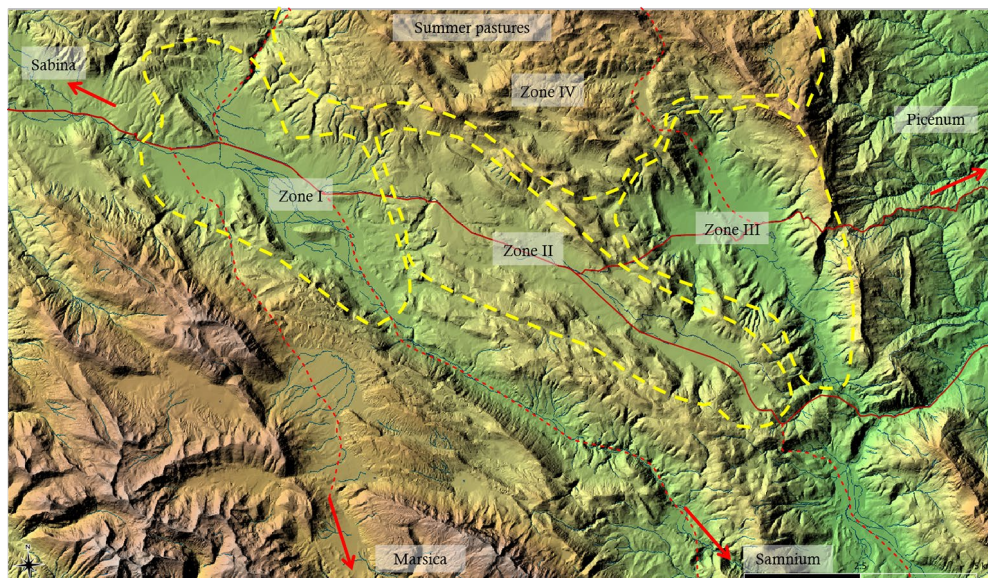 Summer pastures
Sabina
Zone IV
Picenum
Zone I
Zone III
Zone II
Marsica
Samnium